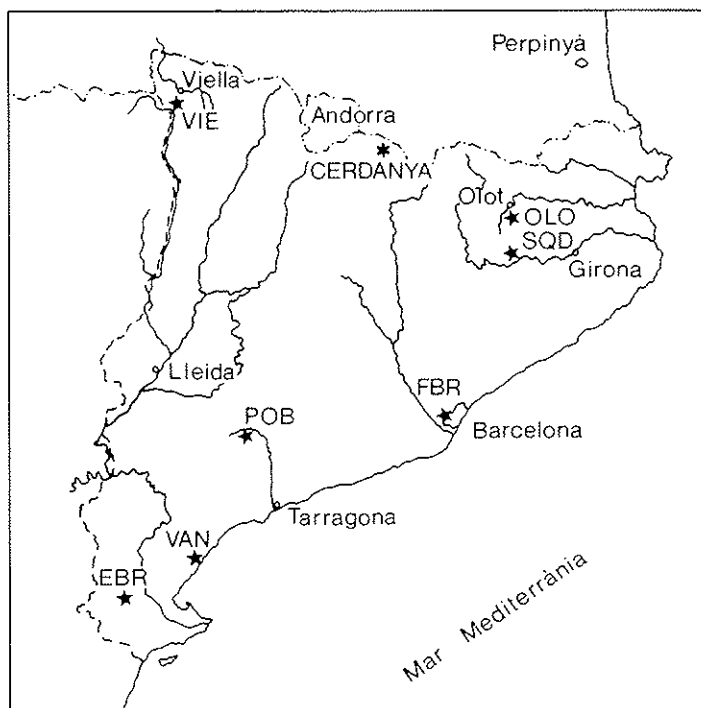 Perpinyà
Viella
VIE
Andorra
CERDANYA
Olot
OLO
SQD
Girona
Lleida
FBR
POB
Barcelona
Tarragona
VAN
EBR
Mar Mediterrània